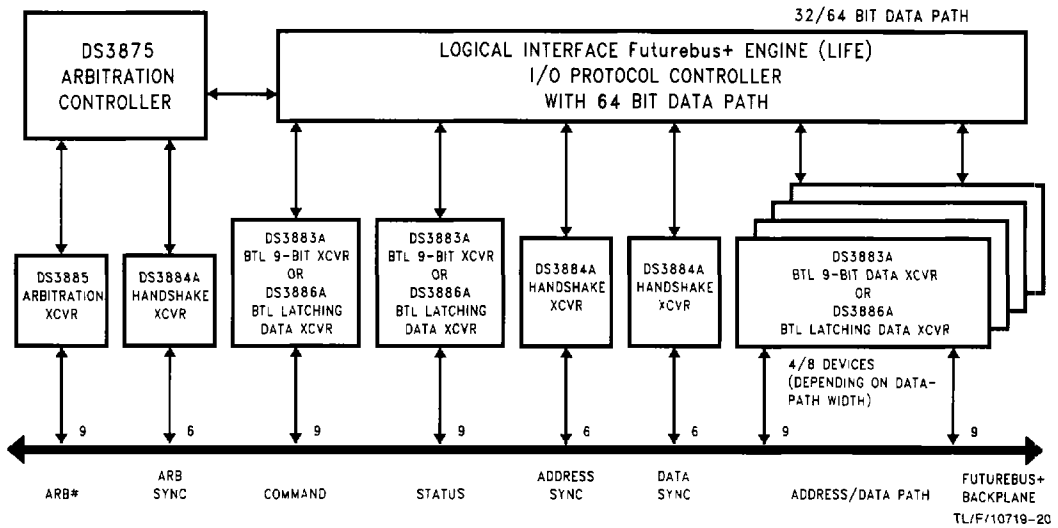 32/64 BIT DATA PATH
DS3875
ARBITRATION
CONTROLLER
LOGICAL INTERFACE Futurebus+ ENGINE (LIFE)
I/O PROTOCOL CONTROLLER
WITH 64 BIT DATA PATH
DS3885
ARBITRATION
XCVR
DS3884A
HANDSHAKE
XCVR
DS3883A
BTL 9-BIT XCVR
OR
DS3886A
BTL LATCHING
DATA XCVR
DS3883A
BTL 9-BIT XCVR
OR
DS3886A
BTL LATCHING
DATA XCVR
DS3884A
HANDSHAKE
XCVR
DS3884A
HANDSHAKE
XCVR
DS3883A
BTL 9-BIT DATA XCVR
OR
DS3886A
BTL LATCHING DATA XCVR
4/8 DEVICES
(DEPENDING ON DATA-
PATH WIDTH)
9
6
9
9
6
6
9
9
ARB#
ARB
SYNC
COMMAND
STATUS
ADDRESS
SYNC
DATA
SYNC
ADDRESS/DATA PATH
FUTUREBUS+
BACKPLANE
TL/F/10719-20